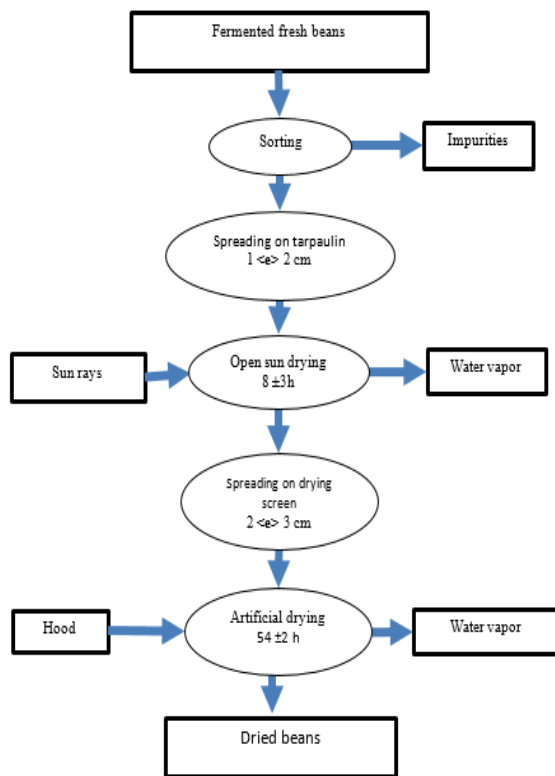 Fermented fresh beans
Sorting
Impurities
Spreading on tarpaulin
1 <e> 2 cm
Sun rays
Open sun drying
8 ±3h
Water vapor
Spreading on drying
screen
2 <e> 3 cm
Hood
Artificial drying
54 ±2 h
Water vapor
Dried beans